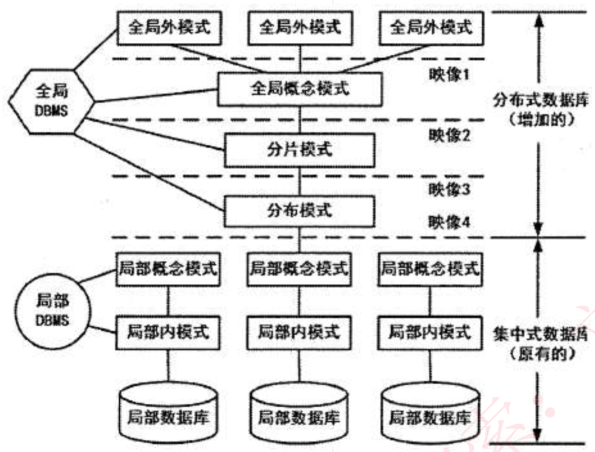 全局外模式 全局外模式 全局外模式
映像1
全局
DBMS
全局概念模式
分布式数据库
(增加的)
映像2
分片模式
映像3
分布模式
映像4
局部概念模式 局部概念模式 局部概念模式
局部
DBMS
局部内模式 局部内模式 局部内模式
集中式数据库
(原有的)
局部数据库 局部数据库 局部数据库